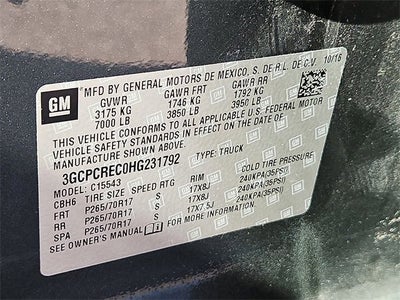 GM
MFD BY GENERAL MOTORS DE MEXICO, S. DE R.L. DE C.V. 10/16
GVWR GAWR FRT GAWR RR
3175 KG 1746 KG 1792 KG
7000 LB 3850 LB 3950 LB
THIS VEHICLE CONFORMS TO ALL APPLICABLE U.S. FEDERAL MOTOR
VEHICLE SAFETY STANDARDS IN EFFECT ON THE DATE OF
MANUFACTURE SHOWN ABOVE.
3GCPCREC0HG231792 TYPE: TRUCK
MODEL: C15543 COLD TIRE PRESSURE
CBH6 TIRE SIZE SPEED RTG RIM
FRT P265/70R17 S 17X8J 240KPA(35PSI)
RR P265/70R17 S 17X8J 240KPA(35PSI)
SPA P265/70R17 S 17X7.5J 240KPA(35PSI)
SEE OWNER'S MANUAL FOR MORE INFORMATION.